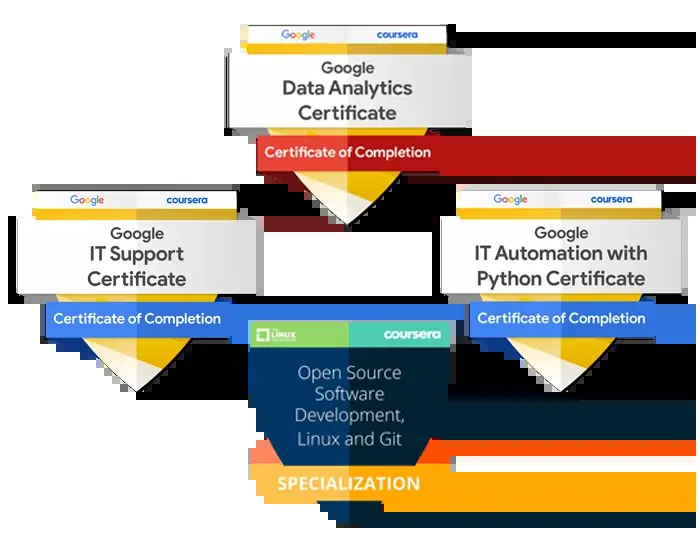 Google coursera
Google
Data Analytics
Certificate
Certificate of Completion
Google coursera
Google
IT Support
Certificate
Certificate of Completion
Google coursera
Google
IT Automation with
Python Certificate
Certificate of Completion
THE
LINUX
FOUNDATION
coursera
Open Source
Software
Development,
Linux and Git
SPECIALIZATION